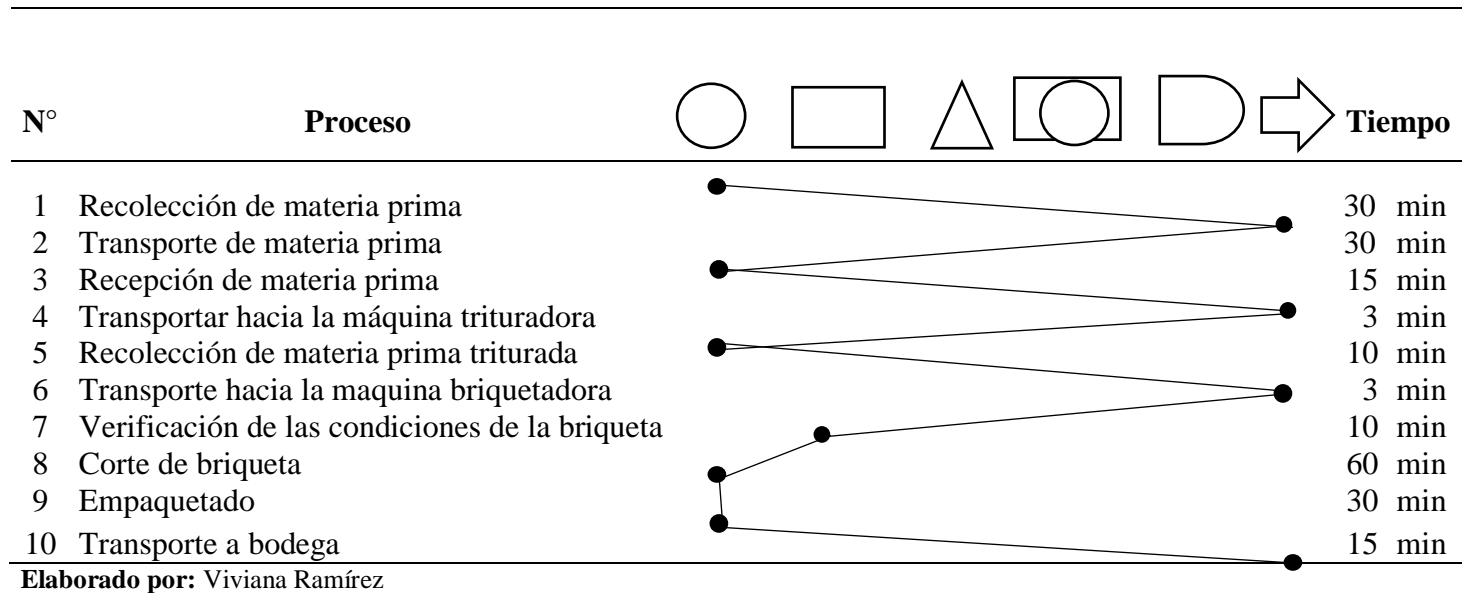 N° Proceso Tiempo
1 Recolección de materia prima 30 min
2 Transporte de materia prima 30 min
3 Recepción de materia prima 15 min
4 Transportar hacia la máquina trituradora 3 min
5 Recolección de materia prima triturada 10 min
6 Transporte hacia la maquina briquetadora 3 min
7 Verificación de las condiciones de la briqueta 10 min
8 Corte de briqueta 60 min
9 Empaquetado 30 min
10 Transporte a bodega 15 min
Elaborado por: Viviana Ramírez